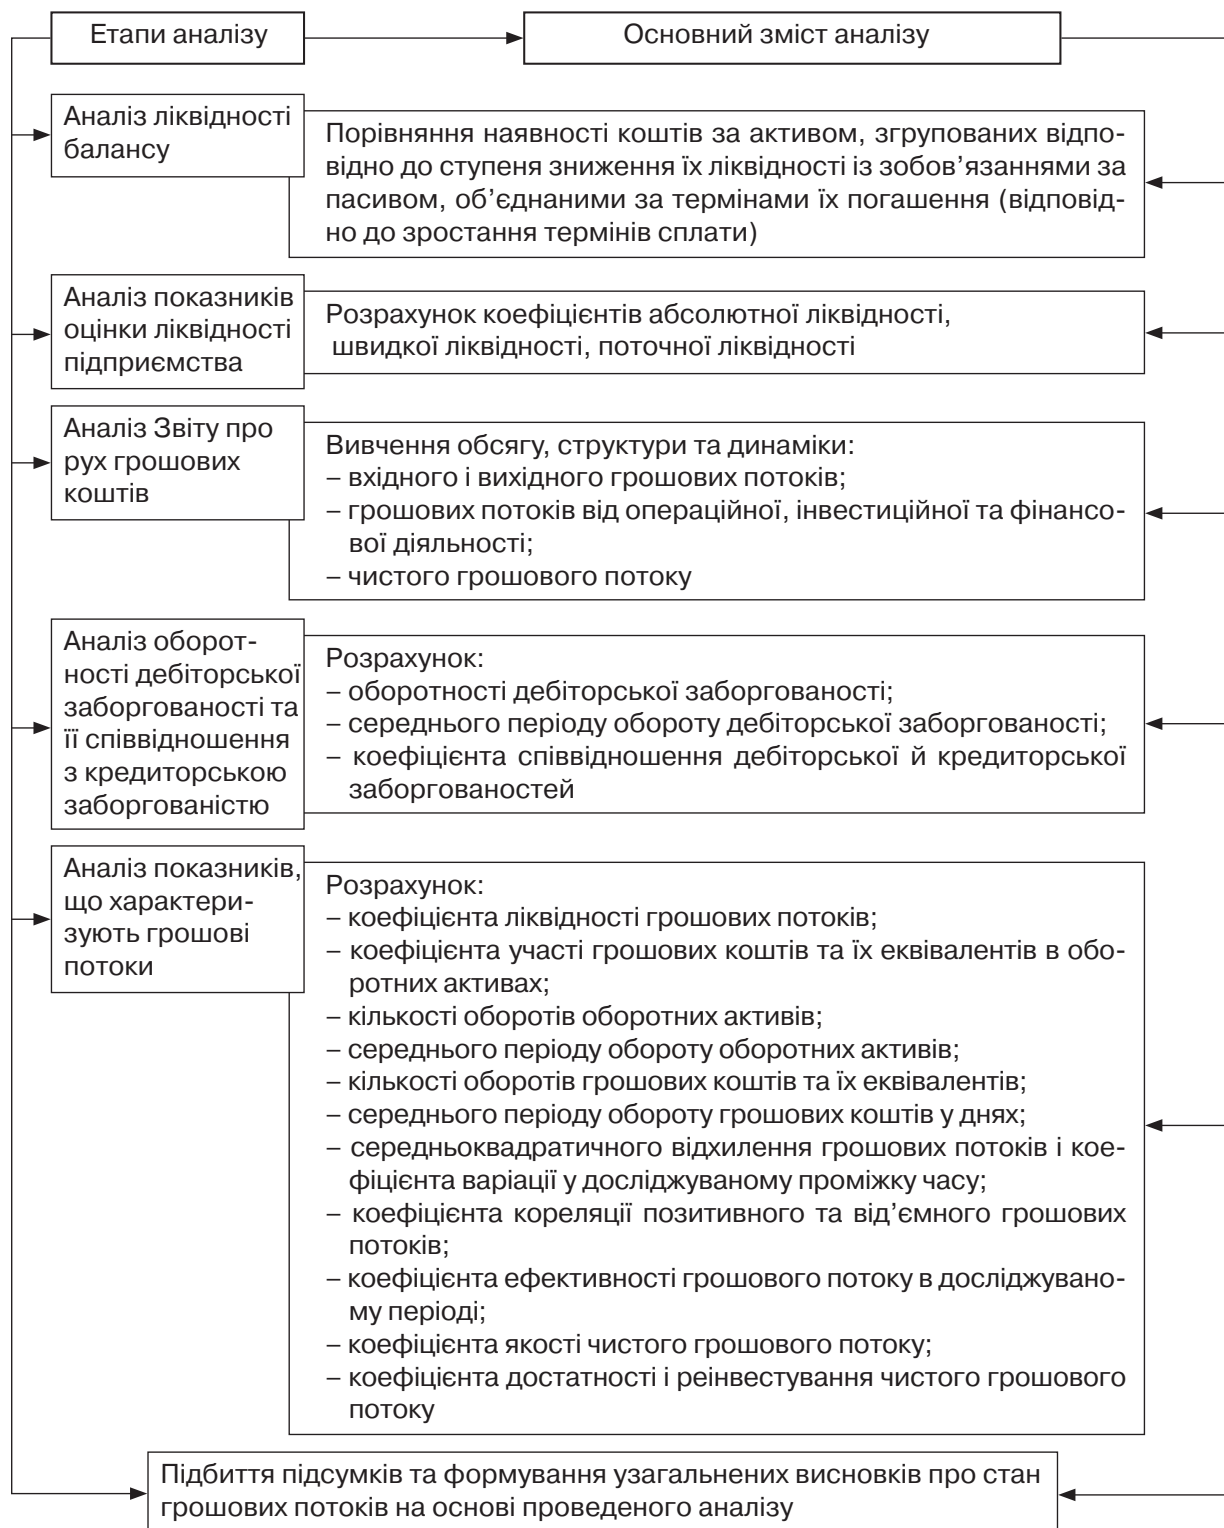 Етапи аналізу
Основний зміст аналізу
Аналіз ліквідності
балансу
Порівняння наявності коштів за активом, згрупованих відпо-
відно до ступеня зниження їх ліквідності із зобов’язаннями за
пасивом, об’єднаними за термінами їх погашення (відповід-
но до зростання термінів сплати)
Аналіз показників
оцінки ліквідності
підприємства
Розрахунок коефіцієнтів абсолютної ліквідності,
швидкої ліквідності, поточної ліквідності
Аналіз Звіту про
рух грошових
коштів
Вивчення обсягу, структури та динаміки:
– вхідного і вихідного грошових потоків;
– грошових потоків від операційної, інвестиційної та фінансо-
вої діяльності;
– чистого грошового потоку
Аналіз оборот-
ності дебіторської
заборгованості та
її співвідношення
з кредиторською
заборгованістю
Розрахунок:
– оборотності дебіторської заборгованості;
– середнього періоду обороту дебіторської заборгованості;
– коефіцієнта співвідношення дебіторської й кредиторської
заборгованостей
Аналіз показників,
що характери-
зують грошові
потоки
Розрахунок:
– коефіцієнта ліквідності грошових потоків;
– коефіцієнта участі грошових коштів та їх еквівалентів в обо-
ротних активах;
– кількості оборотів оборотних активів;
– середнього періоду обороту оборотних активів;
– кількості оборотів грошових коштів та їх еквівалентів;
– середнього періоду обороту грошових коштів у днях;
– середньоквадратичного відхилення грошових потоків і кое-
фіцієнта варіації у досліджуваному проміжку часу;
– коефіцієнта кореляції позитивного та від’ємного грошових
потоків;
– коефіцієнта ефективності грошового потоку в досліджувано-
му періоді;
– коефіцієнта якості чистого грошового потоку;
– коефіцієнта достатності і реінвестування чистого грошового
потоку
Підбиття підсумків та формування узагальнених висновків про стан
грошових потоків на основі проведеного аналізу